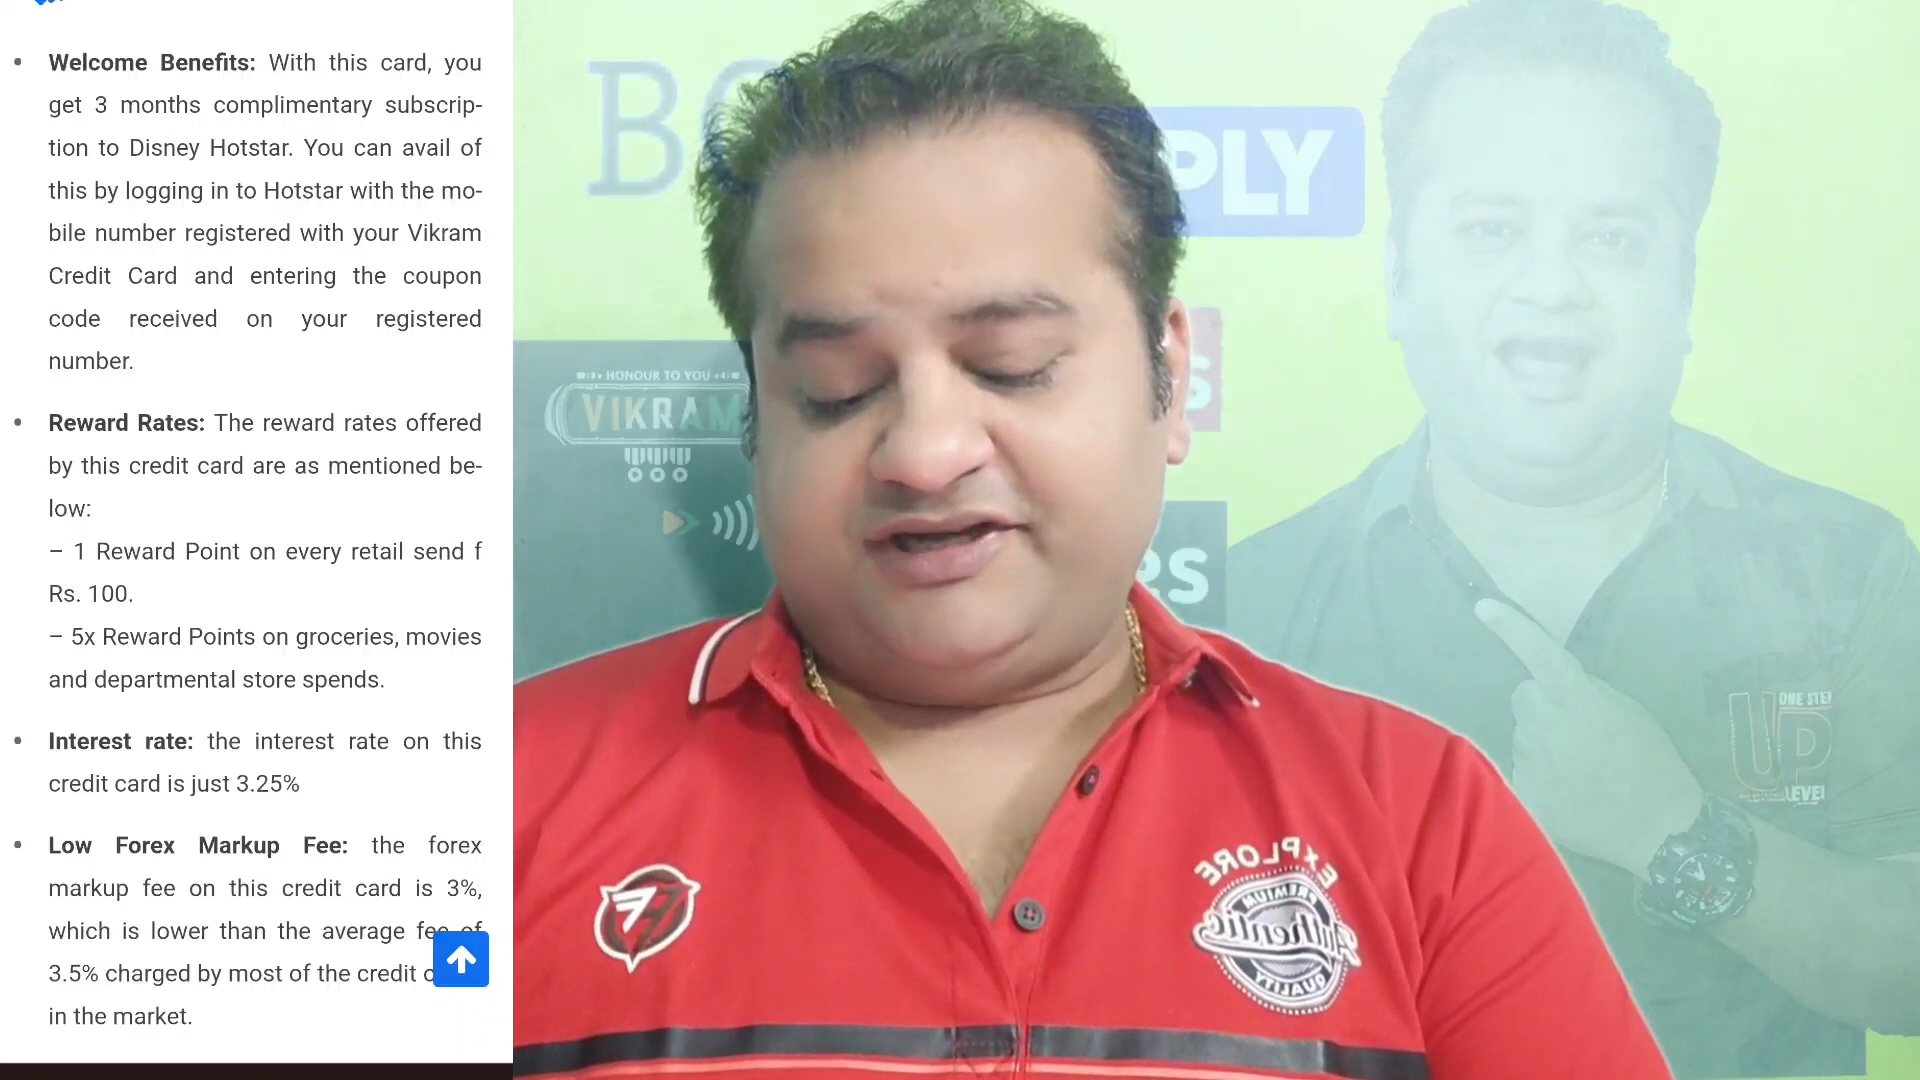 • Welcome Benefits: With this card, you
get 3 months complimentary subscrip-
tion to Disney Hotstar. You can avail of
this by logging in to Hotstar with the mo-
bile number registered with your Vikram
Credit Card and entering the coupon
code received on your registered
number.
• Reward Rates: The reward rates offered
by this credit card are as mentioned be-
low:
– 1 Reward Point on every retail send f
Rs. 100.
– 5x Reward Points on groceries, movies
and departmental store spends.
• Interest rate: the interest rate on this
credit card is just 3.25%
• Low Forex Markup Fee: the forex
markup fee on this credit card is 3%,
which is lower than the average fee of
3.5% charged by most of the credit
in the market.
HONOUR TO YOU
VIKRAM
PLY
RS
ONE STEP
UP
LEVEL
EXPLORE
PREMIUM
Authentic
QUALITY